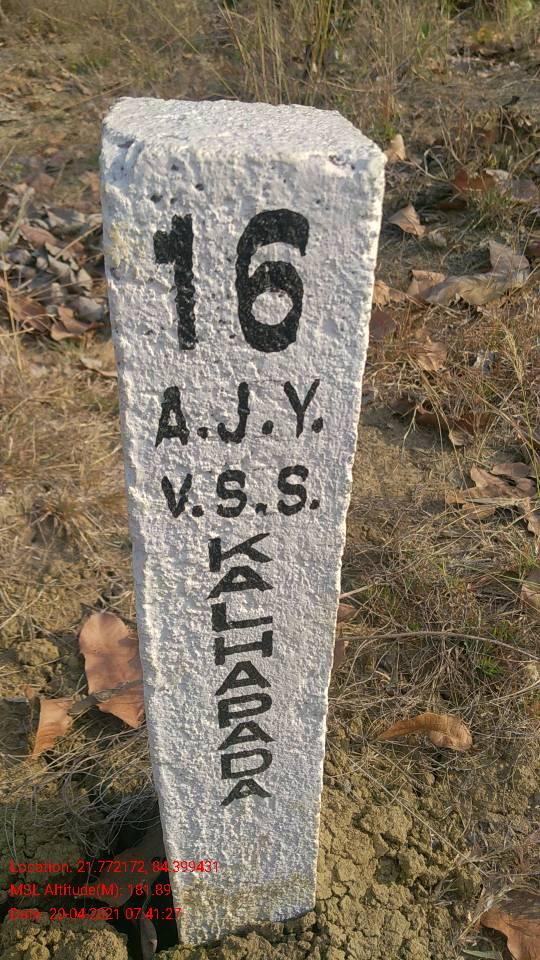 16
A.J.Y.
V.S.S.
KALHAPADA
Location: 21.772172, 84.399431
MSL Altitude(M): 181.89
Date: 20-04-2021 07:41:27